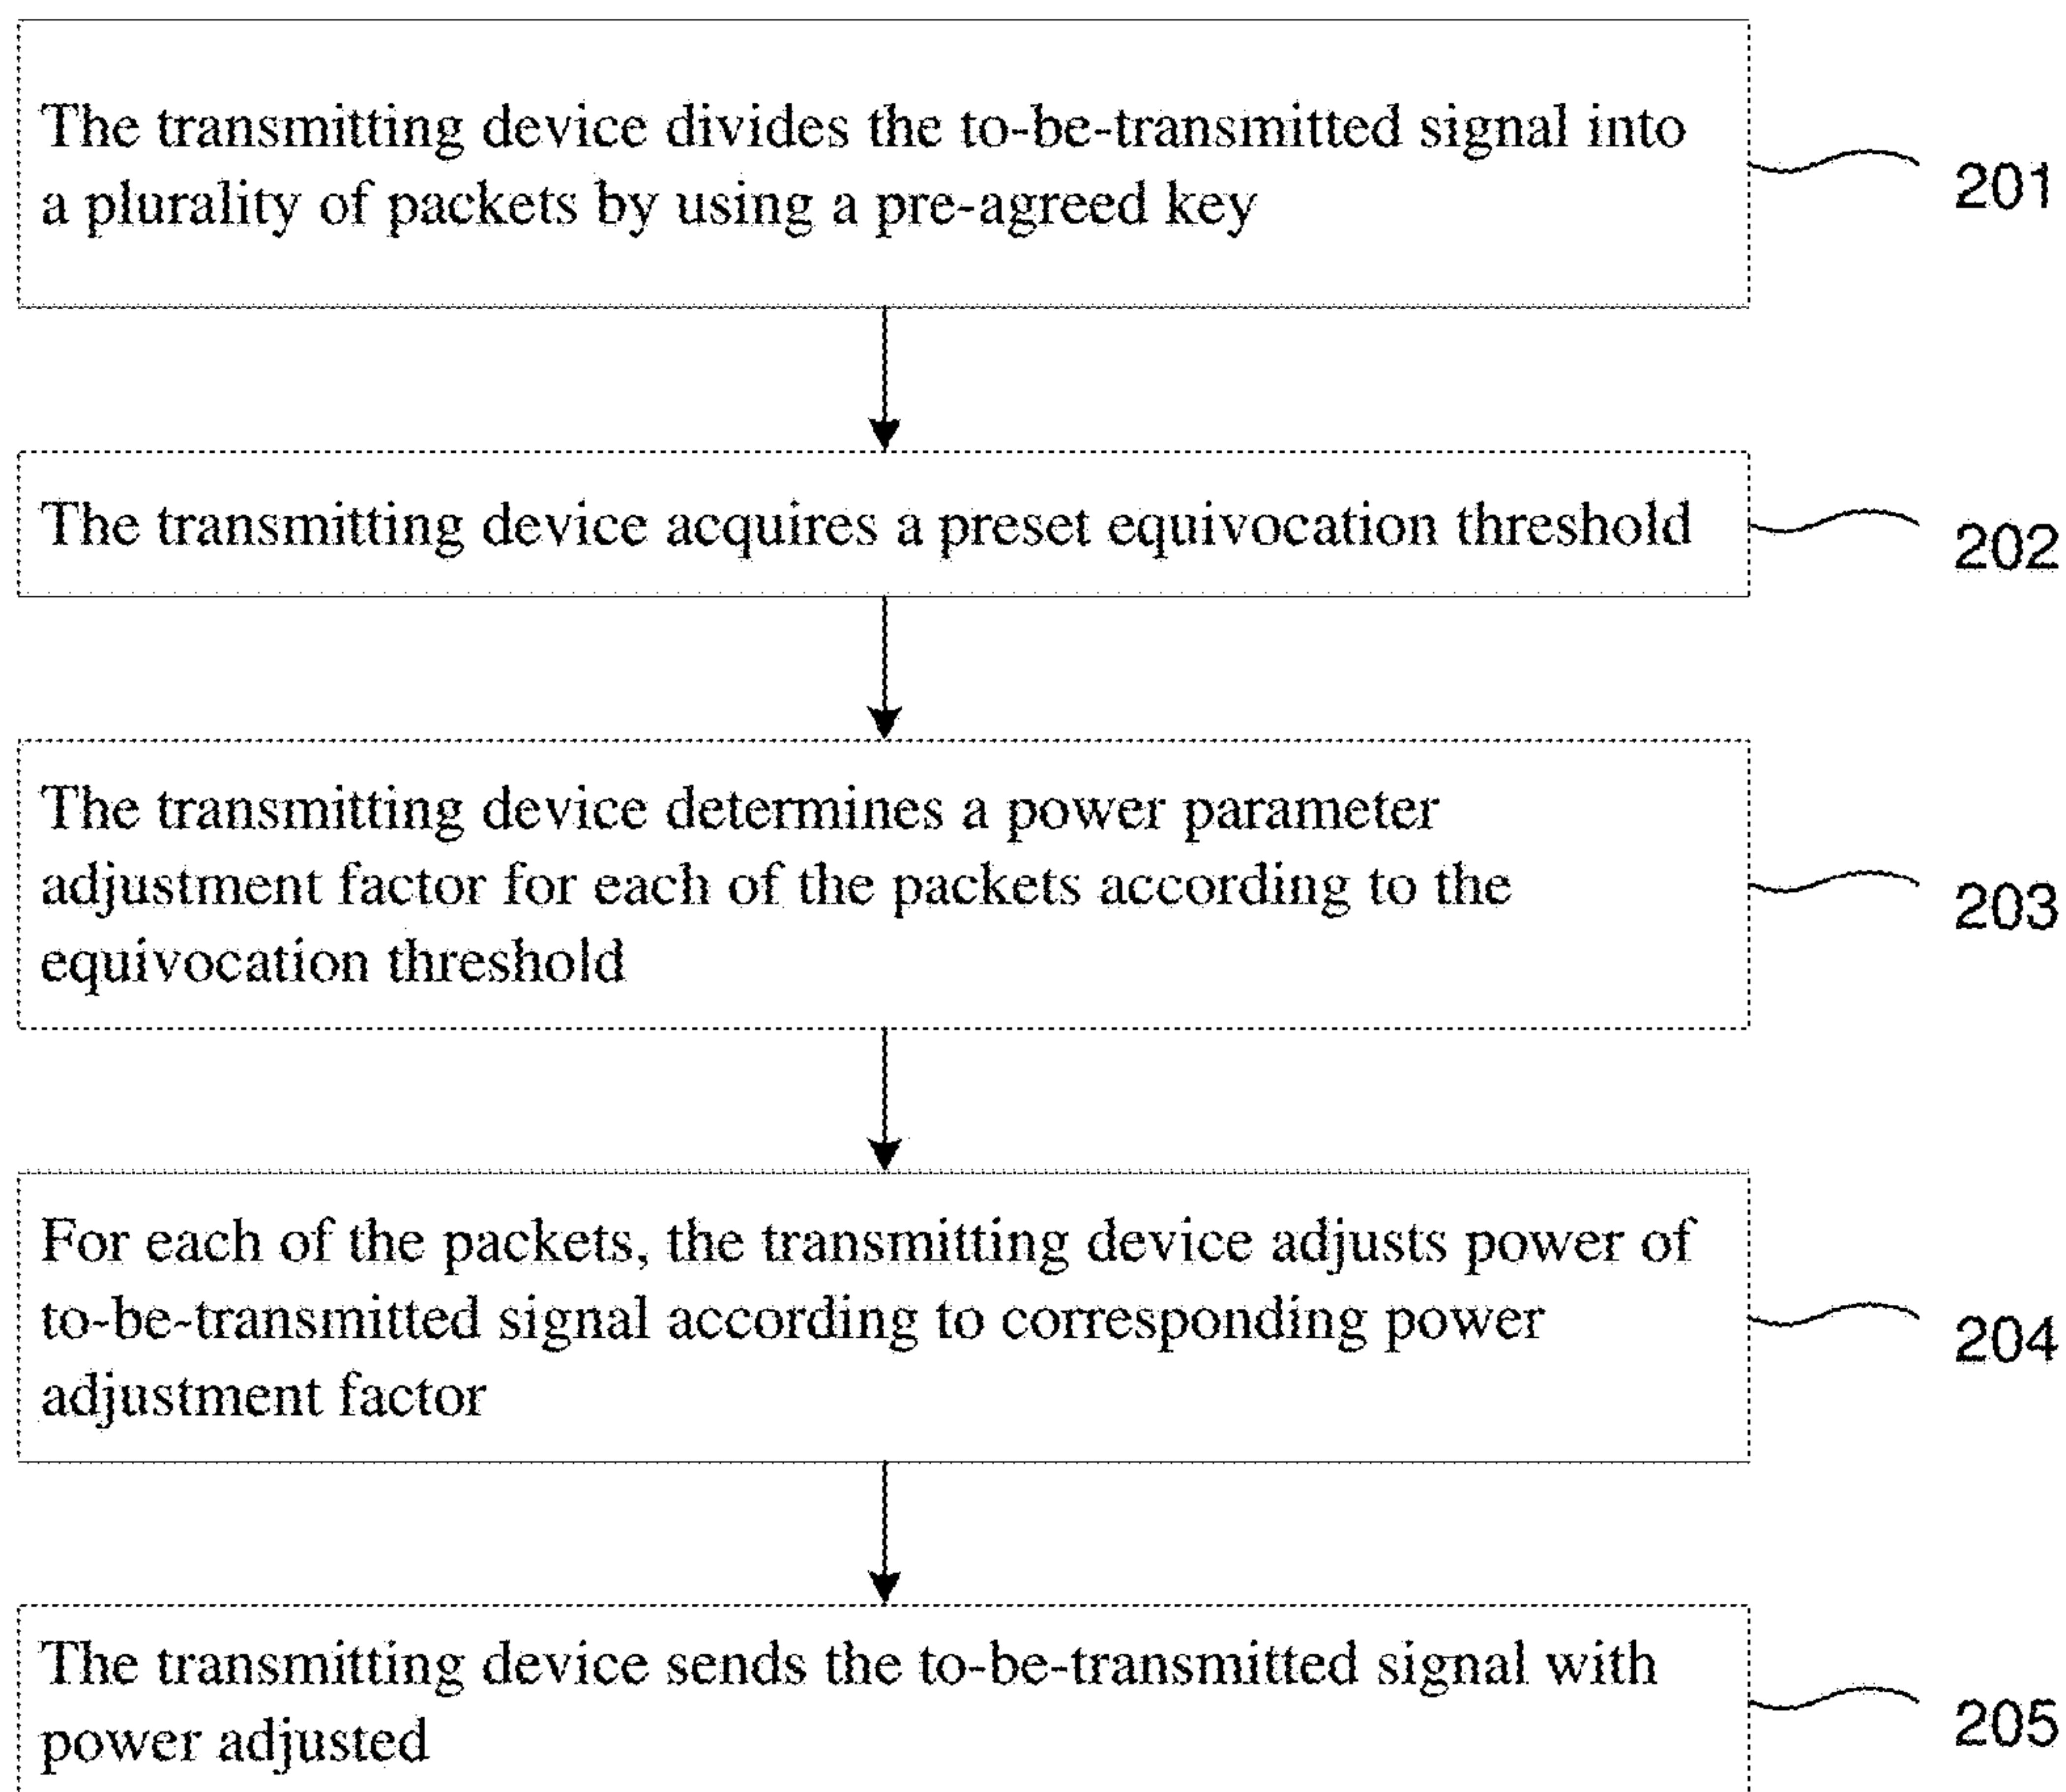 The transmitting device divides the to-be-transmitted signal into
a plurality of packets by using a pre-agreed key
201
The transmitting device acquires a preset equivocation threshold
202
The transmitting device determines a power parameter
adjustment factor for each of the packets according to the
equivocation threshold
203
For each of the packets, the transmitting device adjusts power of
to-be-transmitted signal according to corresponding power
adjustment factor
204
The transmitting device sends the to-be-transmitted signal with
power adjusted
205